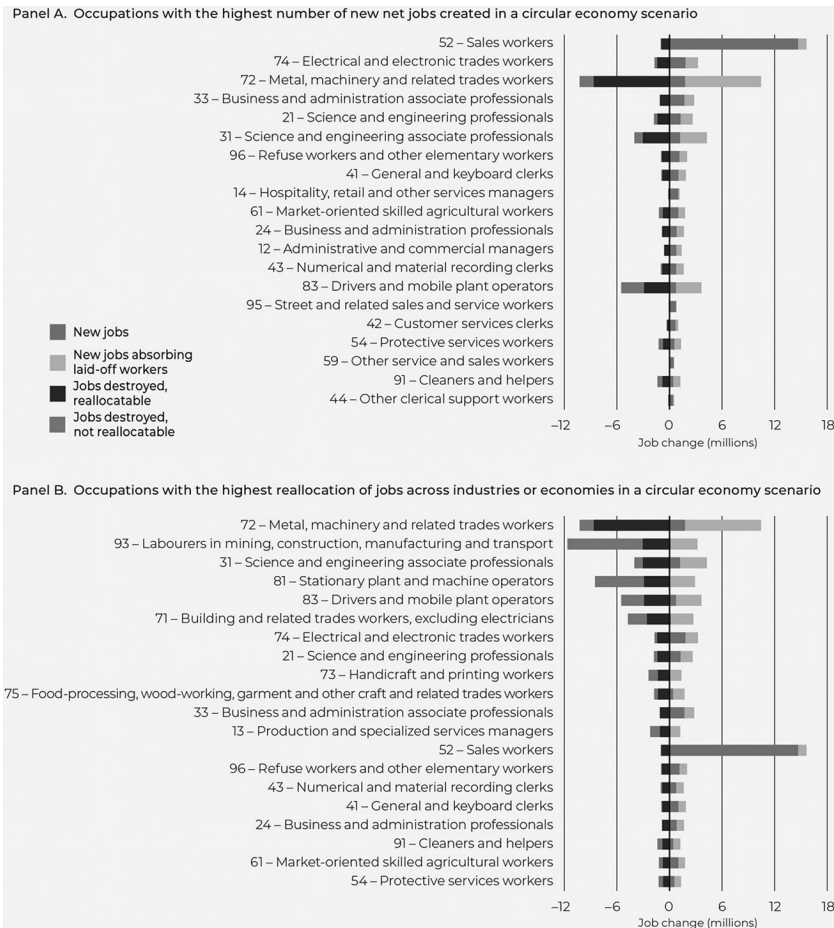 Panel A. Occupations with the highest number of new net jobs created in a circular economy scenario
52 – Sales workers
74 – Electrical and electronic trades workers
72 – Metal, machinery and related trades workers
33 – Business and administration associate professionals
21 – Science and engineering professionals
31 – Science and engineering associate professionals
96 – Refuse workers and other elementary workers
41 – General and keyboard clerks
14 – Hospitality, retail and other services managers
61 – Market-oriented skilled agricultural workers
24 – Business and administration professionals
12 – Administrative and commercial managers
43 – Numerical and material recording clerks
83 – Drivers and mobile plant operators
95 – Street and related sales and service workers
42 – Customer services clerks
54 – Protective services workers
59 – Other service and sales workers
91 – Cleaners and helpers
44 – Other clerical support workers
New jobs
New jobs absorbing
laid-off workers
Jobs destroyed,
reallocatable
Jobs destroyed,
not reallocatable
–12 –6 0 6 12 18
Job change (millions)
Panel B. Occupations with the highest reallocation of jobs across industries or economies in a circular economy scenario
72 – Metal, machinery and related trades workers
93 – Labourers in mining, construction, manufacturing and transport
31 – Science and engineering associate professionals
81 – Stationary plant and machine operators
83 – Drivers and mobile plant operators
71 – Building and related trades workers, excluding electricians
74 – Electrical and electronic trades workers
21 – Science and engineering professionals
73 – Handicraft and printing workers
75 – Food-processing, wood-working, garment and other craft and related trades workers
33 – Business and administration associate professionals
13 – Production and specialized services managers
52 – Sales workers
96 – Refuse workers and other elementary workers
43 – Numerical and material recording clerks
41 – General and keyboard clerks
24 – Business and administration professionals
91 – Cleaners and helpers
61 – Market-oriented skilled agricultural workers
54 – Protective services workers
–12 –6 0 6 12 18
Job change (millions)